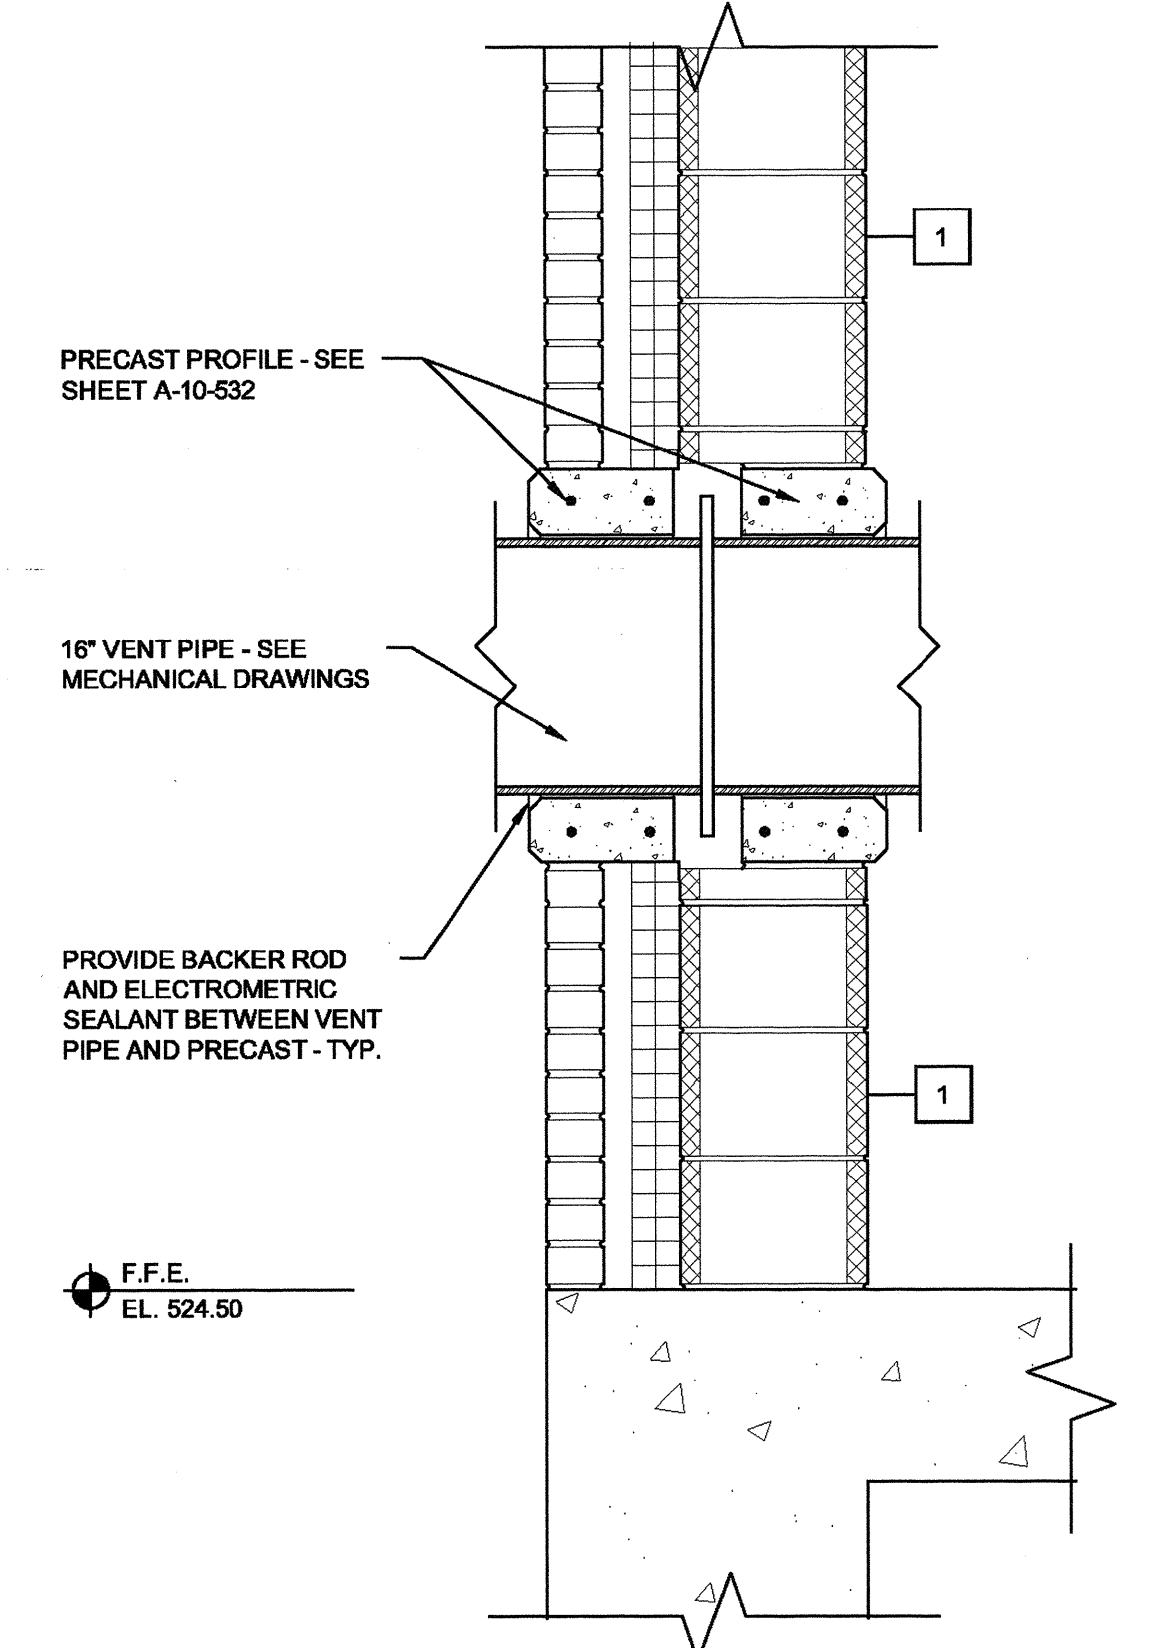 1
PRECAST PROFILE - SEE
SHEET A-10-532
16" VENT PIPE - SEE
MECHANICAL DRAWINGS
PROVIDE BACKER ROD
AND ELECTROMETRIC
SEALANT BETWEEN VENT
PIPE AND PRECAST - TYP.
1
F.F.E.
EL. 524.50